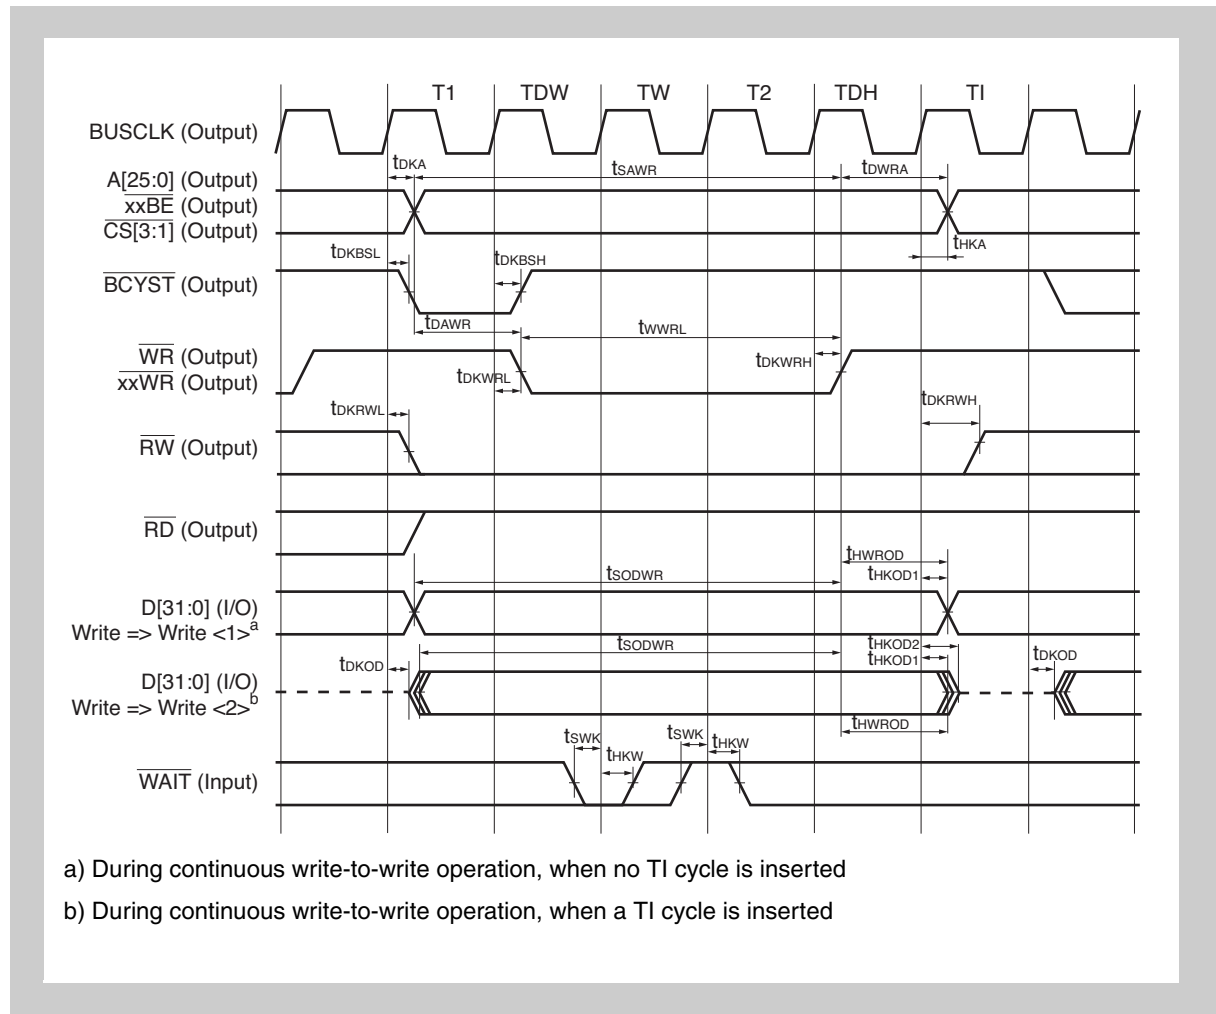 T1 TDW TW T2 TDH TI
BUSCLK (Output)
tDKA tSAWR tDWRA
A[25:0] (Output)
xxBE (Output)
CS[3:1] (Output)
tHKA
tDKBSL tDKBSH
BCYST (Output)
tDAWR tWWRL
WR (Output)
tDKWRH
xxWR (Output)
tDKWRL
tDKRWL tDKRWH
RW (Output)
RD (Output)
tHWROD
tSODWR tHKOD1
D[31:0] (I/O)
Write => Write <1>a
tSODWR tHKOD2
tHKOD1
tDKOD tDKOD
D[31:0] (I/O)
Write => Write <2>b
tHWROD
tSWK tSWK
tHKW tHKW
WAIT (Input)
a) During continuous write-to-write operation, when no TI cycle is inserted
b) During continuous write-to-write operation, when a TI cycle is inserted